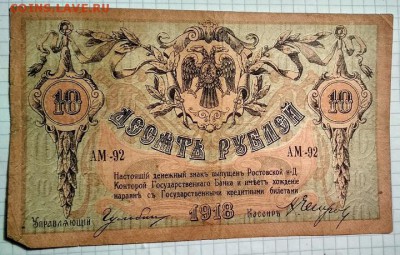 COINS.LAVE.RU
10 10
ДЕСЯТЬ РУБЛЕЙ
АМ-92 АМ-92
Настоящій денежный знакъ выпущенъ Ростовской н-Д.
Конторой Государственнаго Банка и имѣетъ хожденіе
наравнѣ съ Государственными кредитными билетами
Управляющій 1918 Кассиръ